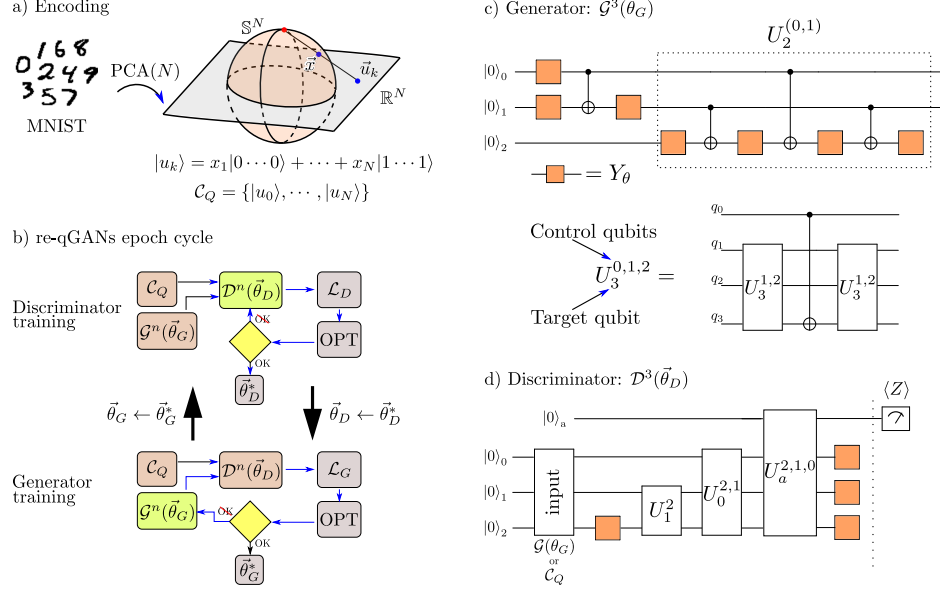 a) Encoding
0 1 6 8
2 4 9
3 5 7
MNIST
PCA(N)
𝕊^N
x⃗
u⃗_k
ℝ^N
|u_k⟩ = x_1|0⋯0⟩ + ⋯ + x_N|1⋯1⟩
𝒞_Q = {|u_0⟩, ⋯, |u_N⟩}
b) re-qGANs epoch cycle
Discriminator
training
𝒞_Q
𝒟^n(θ⃗_D)
ℒ_D
𝒢^n(θ⃗_G)
OK
OPT
OK
θ⃗*_D
θ⃗_G ← θ⃗*_G
θ⃗_D ← θ⃗*_D
Generator
training
𝒞_Q
𝒟^n(θ⃗_D)
ℒ_G
𝒢^n(θ⃗_G)
OK
OPT
OK
θ⃗*_G
c) Generator: 𝒢^3(θ_G)
U_2^(0,1)
|0⟩_0
|0⟩_1
|0⟩_2
= Y_θ
Control qubits
U_3^{0,1,2} =
Target qubit
q_0
q_1
q_2
q_3
U_3^{1,2}
U_3^{1,2}
d) Discriminator: 𝒟^3(θ⃗_D)
⟨Z⟩
|0⟩_a
|0⟩_0
|0⟩_1
|0⟩_2
input
U_1^2
U_0^{2,1}
U_a^{2,1,0}
𝒢(θ_G)
or
𝒞_Q